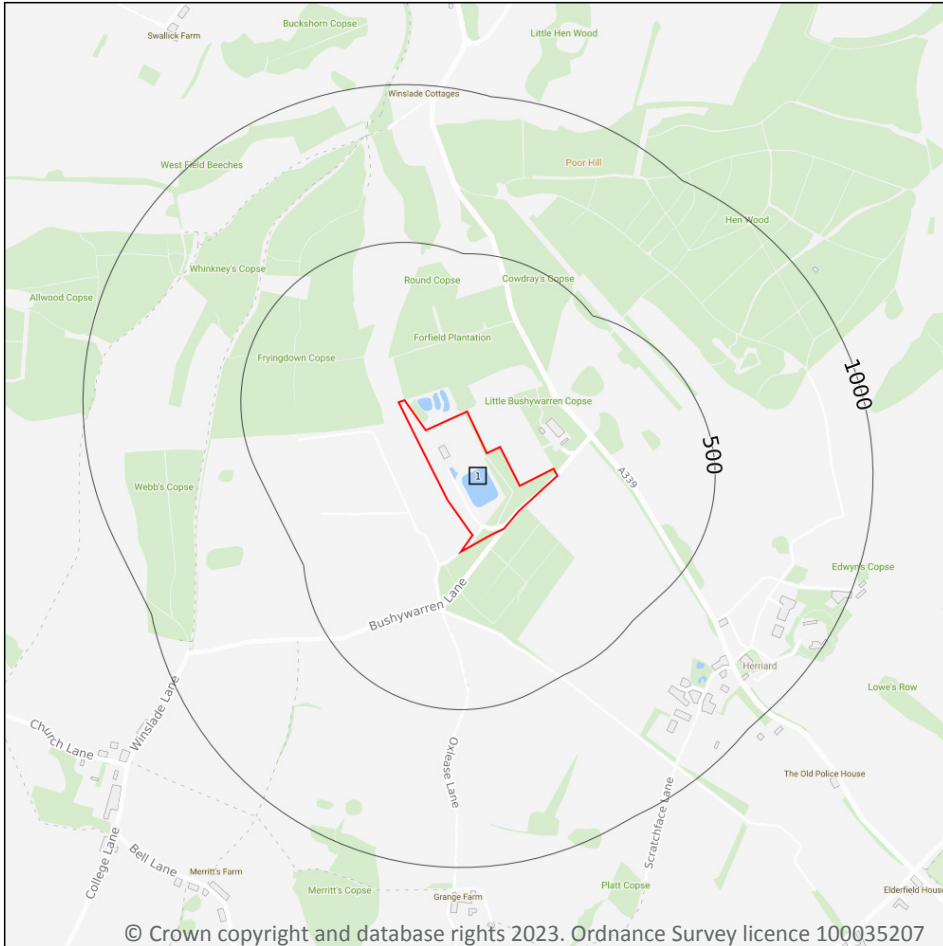 Buckshorn Copse
Swallick Farm
Little Hen Wood
Winslade Cottages
West Field Beeches
Poor Hill
Hen Wood
Whinkney's Copse
Allwood Copse
Round Copse
Cowdray's Copse
Forfield Plantation
Fryingdown Copse
1000
Little Bushywarren Copse
500
1
A339
Webb's Copse
Edwyn's Copse
Bushywarren Lane
Herriard
Lowe's Row
Winslade Lane
Church Lane
Oxlease Lane
The Old Police House
Scratchface Lane
College Lane
Bell Lane
Merritt's Farm
Merritt's Copse
Grange Farm
Platt Copse
Elderfield House
© Crown copyright and database rights 2023. Ordnance Survey licence 100035207